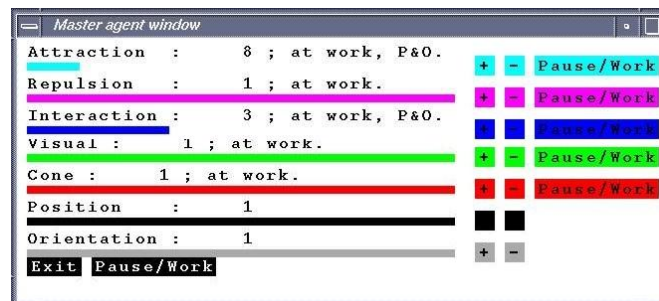 Master agent window
Attraction : 8 ; at work, P&O.
+ - Pause/Work
Repulsion : 1 ; at work.
+ - Pause/Work
Interaction : 3 ; at work, P&O.
+ - Pause/Work
Visual : 1 ; at work.
+ - Pause/Work
Cone : 1 ; at work.
+ - Pause/Work
Position : 1
Orientation : 1
+ -
Exit Pause/Work